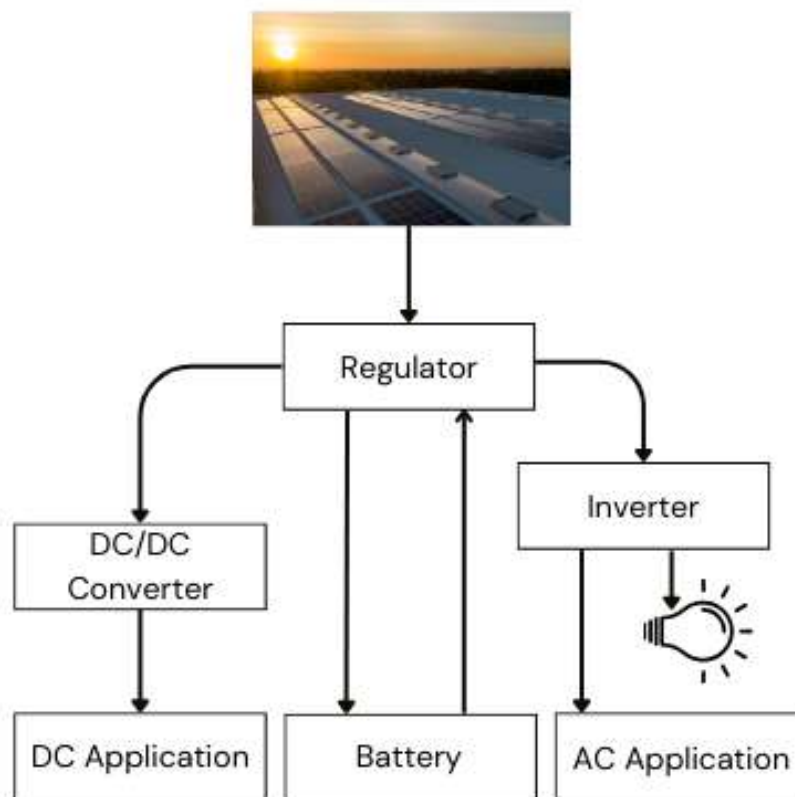 Regulator
Inverter
DC/DC
Converter
DC Application
Battery
AC Application